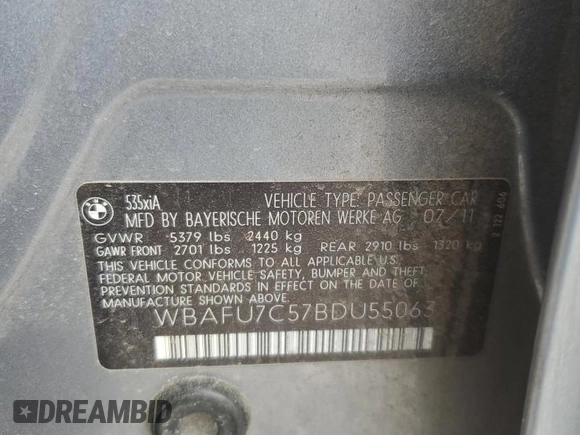 BMW
535xiA VEHICLE TYPE: PASSENGER CAR
MFD BY BAYERISCHE MOTOREN WERKE AG 07/11
GVWR 5379 lbs 2440 kg
GAWR FRONT 2701 lbs 1225 kg REAR 2910 lbs 1320 kg
THIS VEHICLE CONFORMS TO ALL APPLICABLE
FEDERAL MOTOR VEHICLE SAFETY, BUMPER AND THEFT
PREVENTION STANDARDS IN EFFECT ON THE DATE OF
MANUFACTURE SHOWN ABOVE.
WBAFU7C57BDU55063
DREAMBID